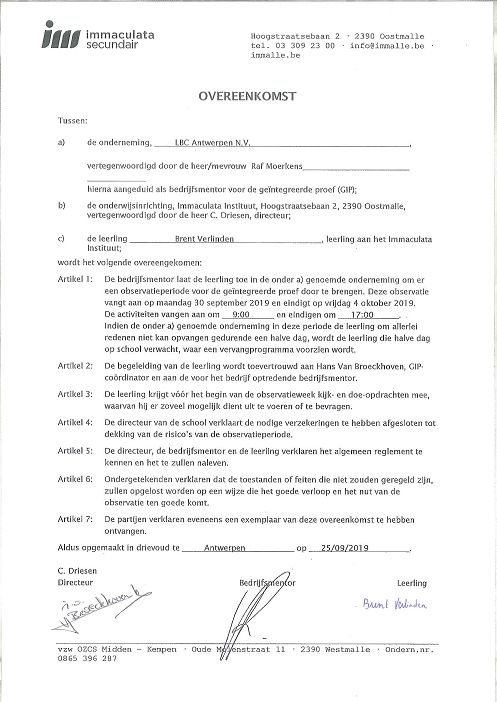 immaculata
secundair
Hoogstraatsebaan 2 · 2390 Oostmalle
tel. 03 309 23 00 · info@immalle.be ·
immalle.be
OVEREENKOMST
Tussen:
a) de onderneming, LBC Antwerpen N.V. ,
vertegenwoordigd door de heer/mevrouw Raf Moerkens
hierna aangeduid als bedrijfsmentor voor de geïntegreerde proef (GIP);
b) de onderwijsinrichting, Immaculata Instituut, Hoogstraatsebaan 2, 2390 Oostmalle,
vertegenwoordigd door de heer C. Driesen, directeur;
c) de leerling Brent Verlinden , leerling aan het Immaculata
Instituut;
wordt het volgende overeengekomen:
Artikel 1: De bedrijfsmentor laat de leerling toe in de onder a) genoemde onderneming om er
een observatieperiode voor de geïntegreerde proef door te brengen. Deze observatie
vangt aan op maandag 30 september 2019 en eindigt op vrijdag 4 oktober 2019.
De activiteiten vangen aan om 9:00 en eindigen om 17:00 .
Indien de onder a) genoemde onderneming in deze periode de leerling om allerlei
redenen niet kan opvangen gedurende een halve dag, wordt de leerling die halve dag
op school verwacht, waar een vervangprogramma voorzien wordt.
Artikel 2: De begeleiding van de leerling wordt toevertrouwd aan Hans Van Broeckhoven, GIP-
coördinator en aan de voor het bedrijf optredende bedrijfsmentor.
Artikel 3: De leerling krijgt vóór het begin van de observatieweek kijk- en doe-opdrachten mee,
waarvan hij er zoveel mogelijk dient uit te voeren of te bevragen.
Artikel 4: De directeur van de school verklaart de nodige verzekeringen te hebben afgesloten tot
dekking van de risico's van de observatieperiode.
Artikel 5: De directeur, de bedrijfsmentor en de leerling verklaren het algemeen reglement te
kennen en het te zullen naleven.
Artikel 6: Ondergetekenden verklaren dat de toestanden of feiten die niet zouden geregeld zijn,
zullen opgelost worden op een wijze die het goede verloop en het nut van de
observatie ten goede komt.
Artikel 7: De partijen verklaren eveneens een exemplaar van deze overeenkomst te hebben
ontvangen.
Aldus opgemaakt in drievoud te Antwerpen op 25/09/2019 .
C. Driesen
Directeur Bedrijfsmentor Leerling
Brent Verlinden
vzw OZCS Midden - Kempen · Oude Molenstraat 11 · 2390 Westmalle · Ondern.nr.
0865 396 287